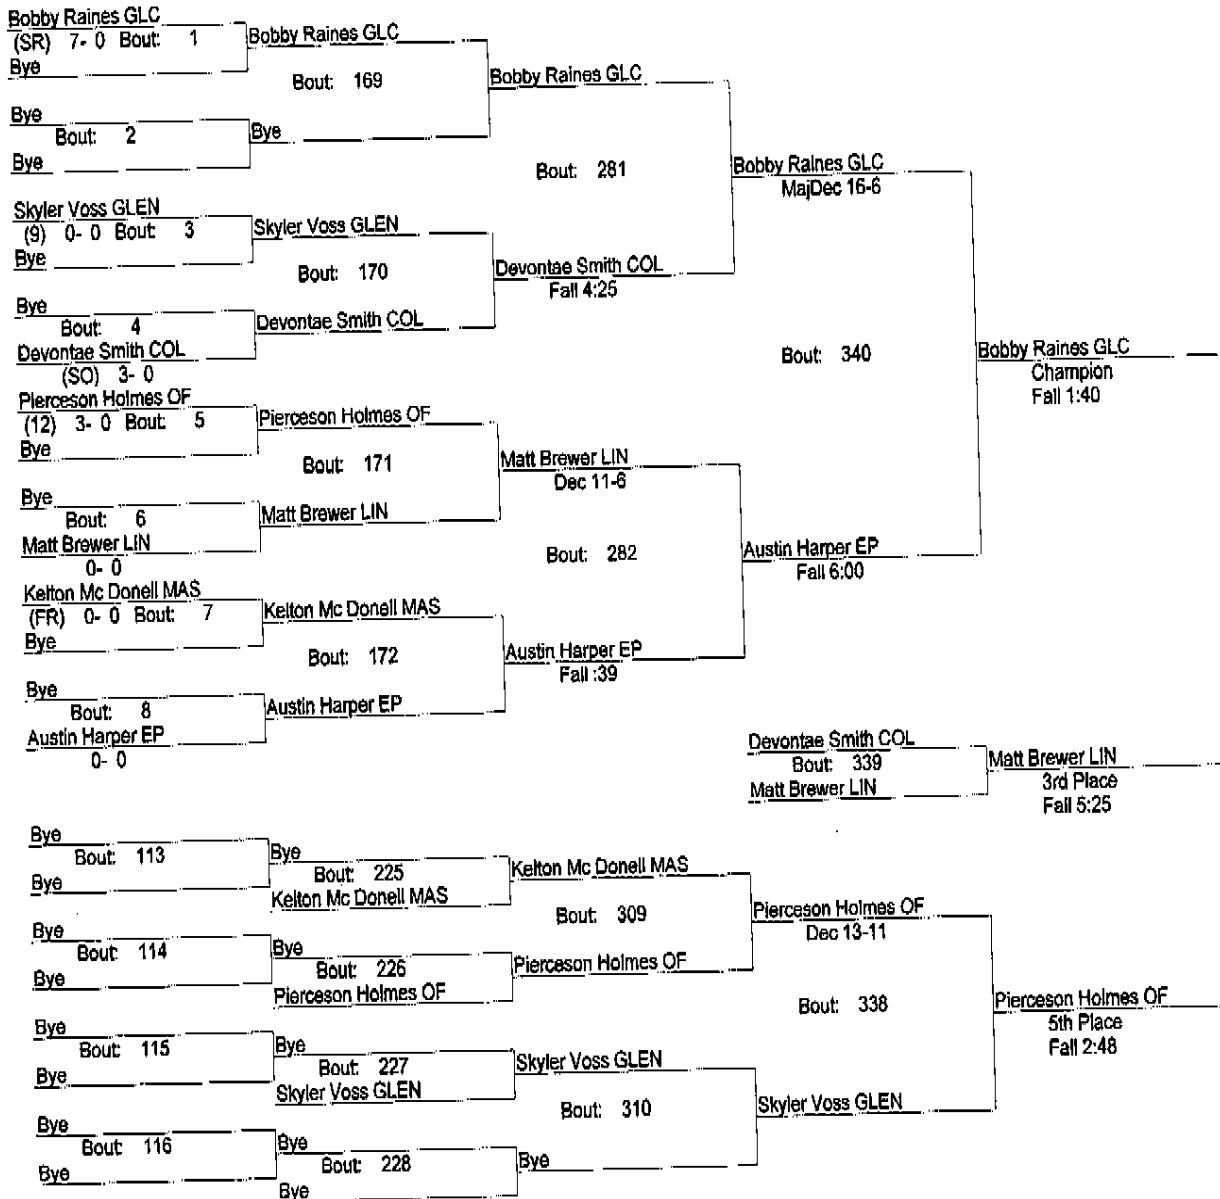 Bobby Raines GLC
(SR) 7- 0 Bout: 1
Bye
Bobby Raines GLC
Bout: 169
Bye
Bout: 2
Bye
Bye
Bobby Raines GLC
Bout: 281
Skyler Voss GLEN
(9) 0- 0 Bout: 3
Bye
Skyler Voss GLEN
Bout: 170
Bye
Bout: 4
Devontae Smith COL
(SO) 3- 0
Devontae Smith COL
Devontae Smith COL
Fall 4:25
Bobby Raines GLC
MajDec 16-6
Bout: 340
Pierceson Holmes OF
(12) 3- 0 Bout: 5
Bye
Pierceson Holmes OF
Bout: 171
Bye
Bout: 6
Matt Brewer LIN
0- 0
Matt Brewer LIN
Matt Brewer LIN
Dec 11-6
Bout: 282
Kelton Mc Donell MAS
(FR) 0- 0 Bout: 7
Bye
Kelton Mc Donell MAS
Bout: 172
Bye
Bout: 8
Austin Harper EP
0- 0
Austin Harper EP
Austin Harper EP
Fall :39
Austin Harper EP
Fall 6:00
Bobby Raines GLC
Champion
Fall 1:40
Devontae Smith COL
Bout: 339
Matt Brewer LIN
Matt Brewer LIN
3rd Place
Fall 5:25
Bye
Bout: 113
Bye
Bye
Bout: 225
Kelton Mc Donell MAS
Kelton Mc Donell MAS
Bout: 309
Bye
Bout: 114
Bye
Bye
Bout: 226
Pierceson Holmes OF
Pierceson Holmes OF
Pierceson Holmes OF
Dec 13-11
Bout: 338
Bye
Bout: 115
Bye
Bye
Bout: 227
Skyler Voss GLEN
Skyler Voss GLEN
Bout: 310
Bye
Bout: 116
Bye
Bye
Bout: 228
Bye
Bye
Skyler Voss GLEN
Pierceson Holmes OF
5th Place
Fall 2:48